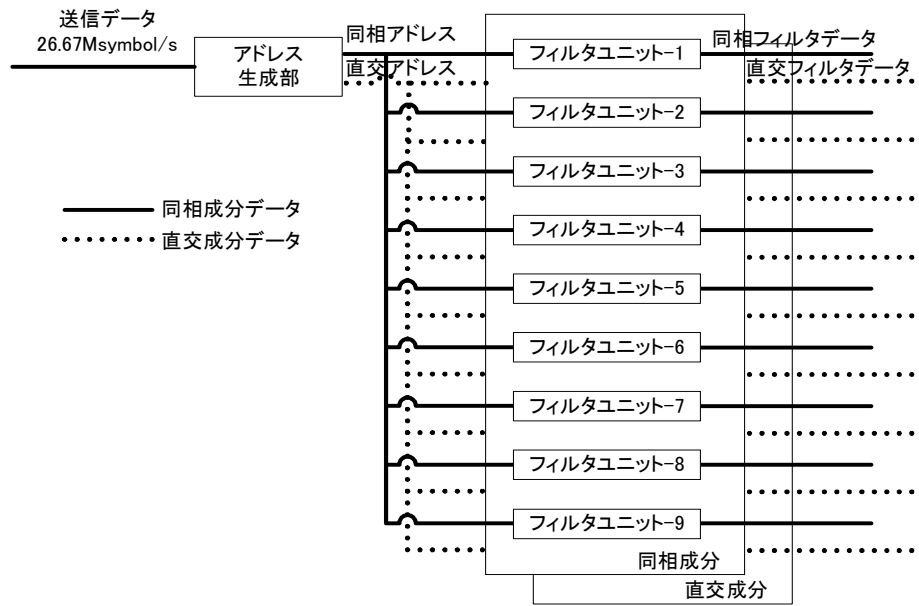 送信データ
26.67Msymbol/s
アドレス
生成部
同相アドレス
直交アドレス
フィルタユニット-1
同相フィルタデータ
直交フィルタデータ
フィルタユニット-2
フィルタユニット-3
同相成分データ
直交成分データ
フィルタユニット-4
フィルタユニット-5
フィルタユニット-6
フィルタユニット-7
フィルタユニット-8
フィルタユニット-9
同相成分
直交成分